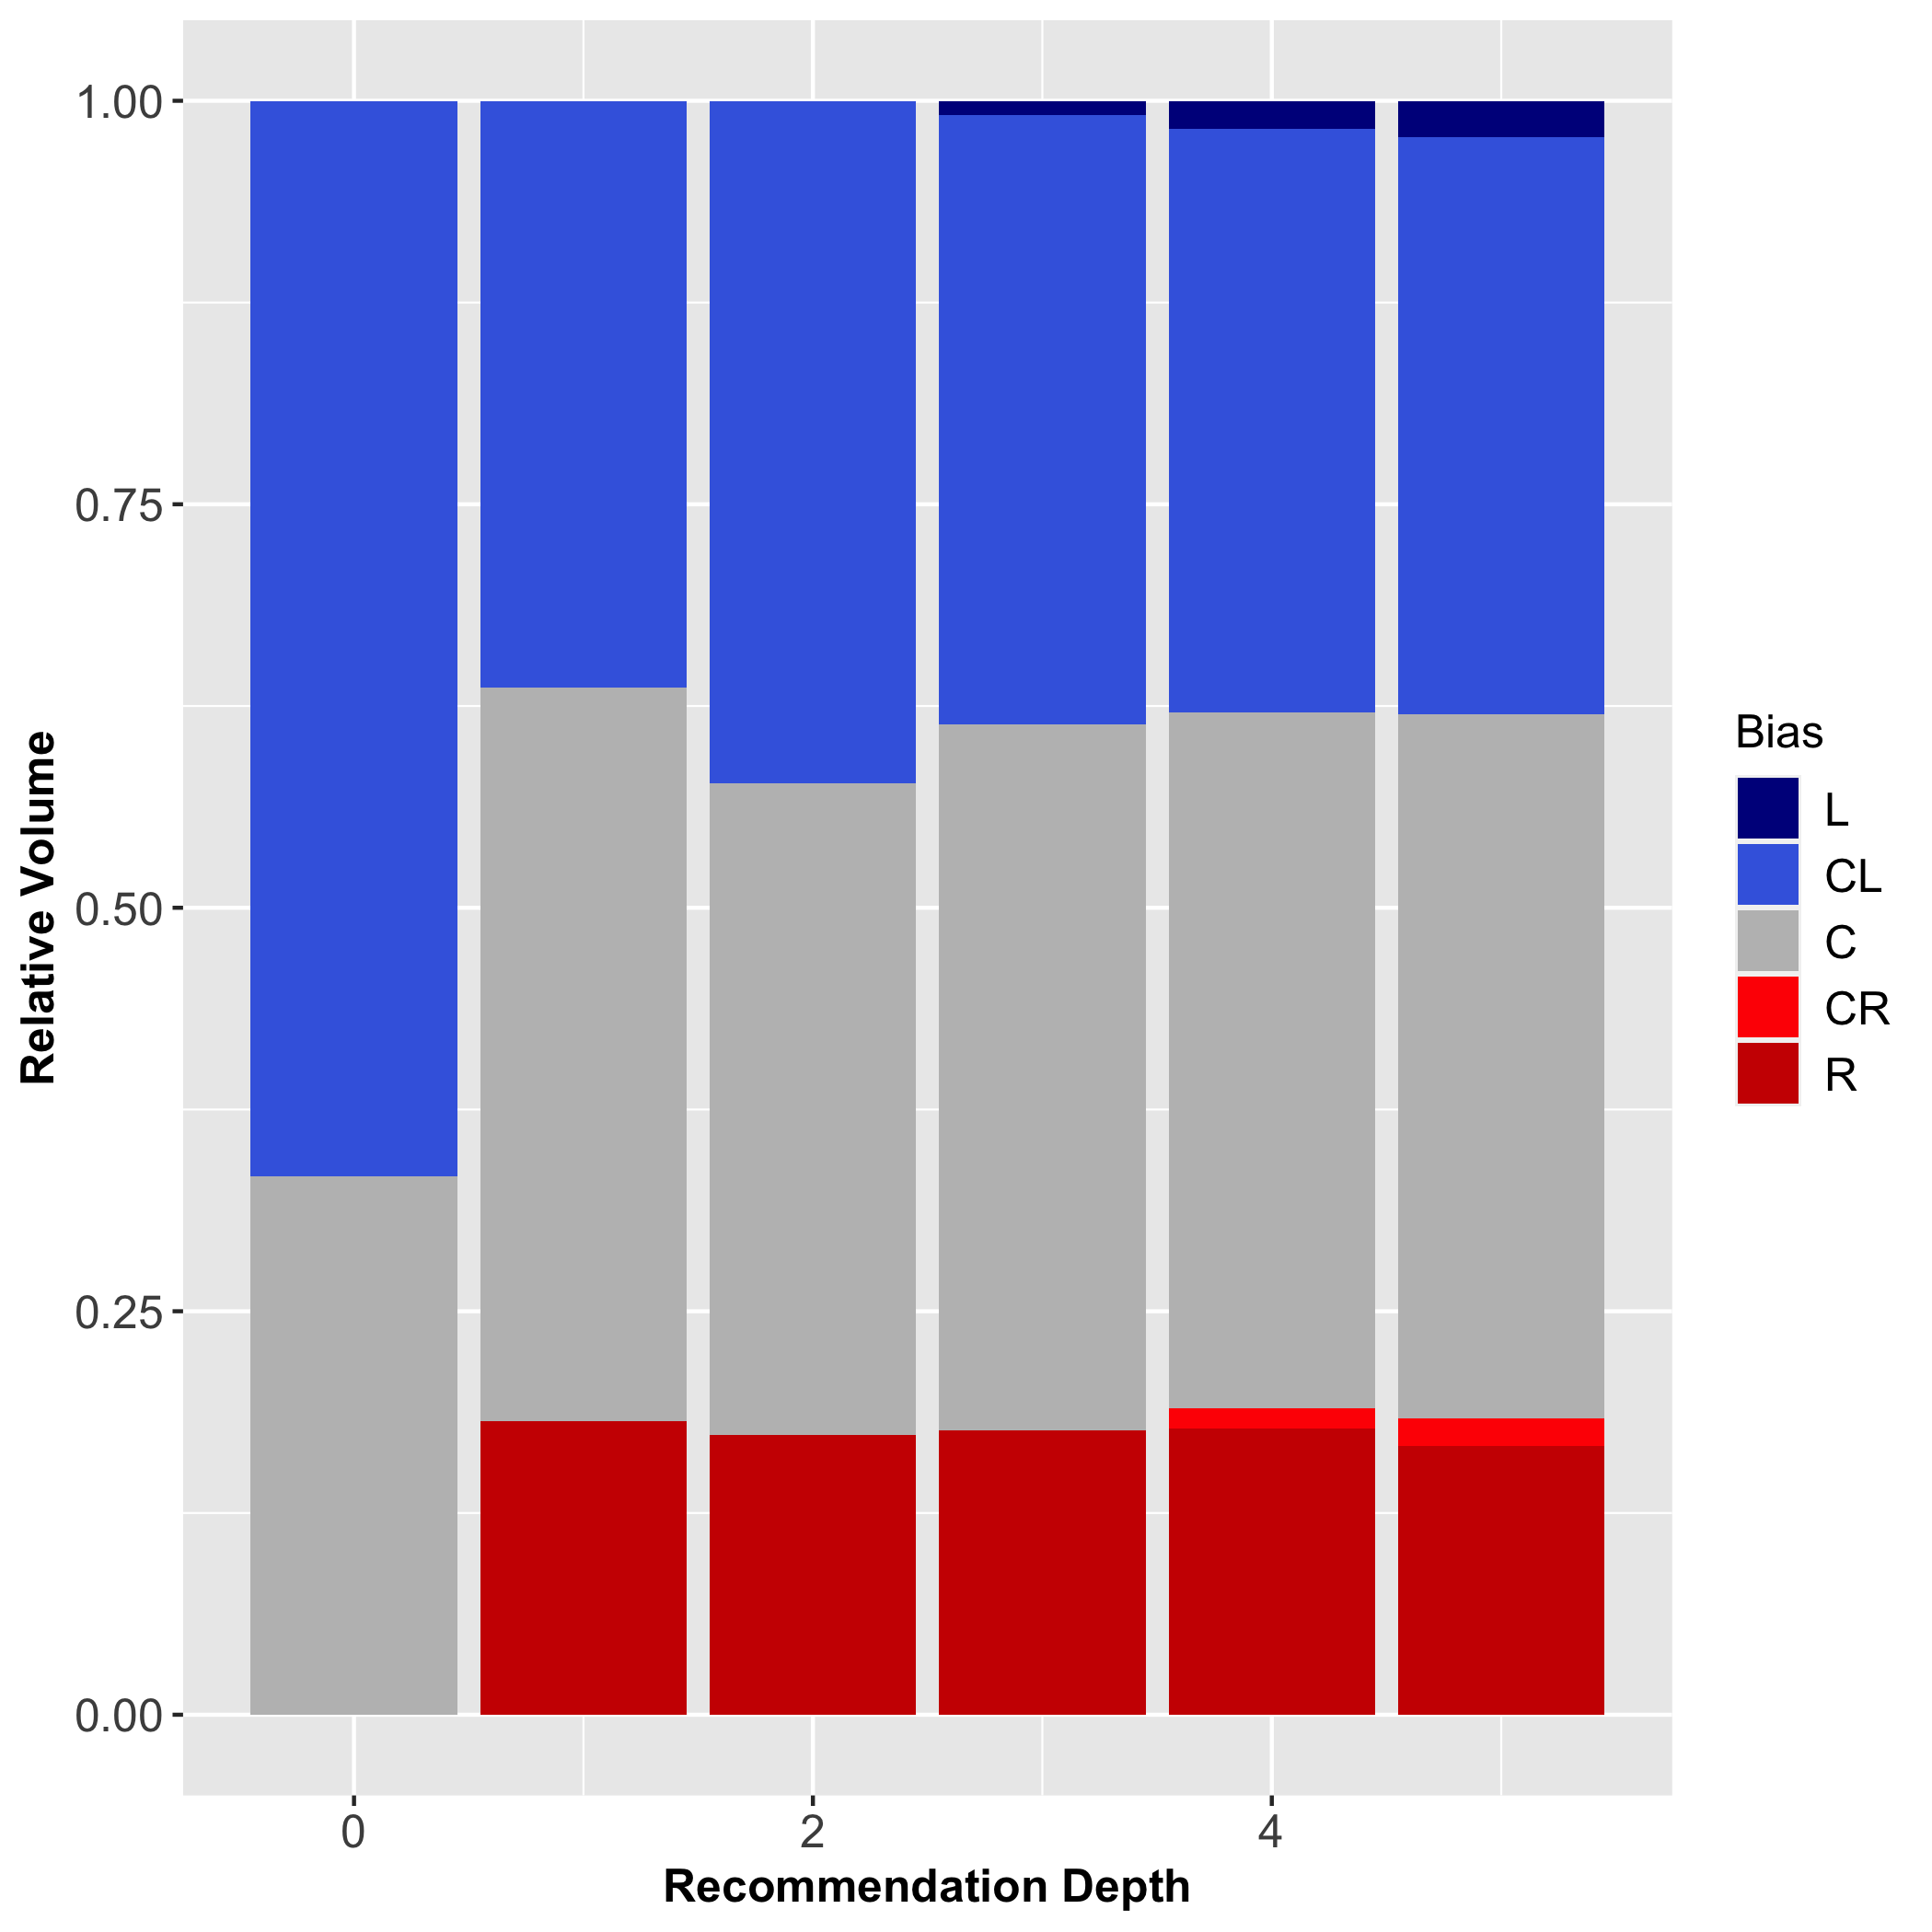 1.00
0.75
0.50
0.25
0.00
Relative Volume
0 2 4
Recommendation Depth
Bias
L
CL
C
CR
R